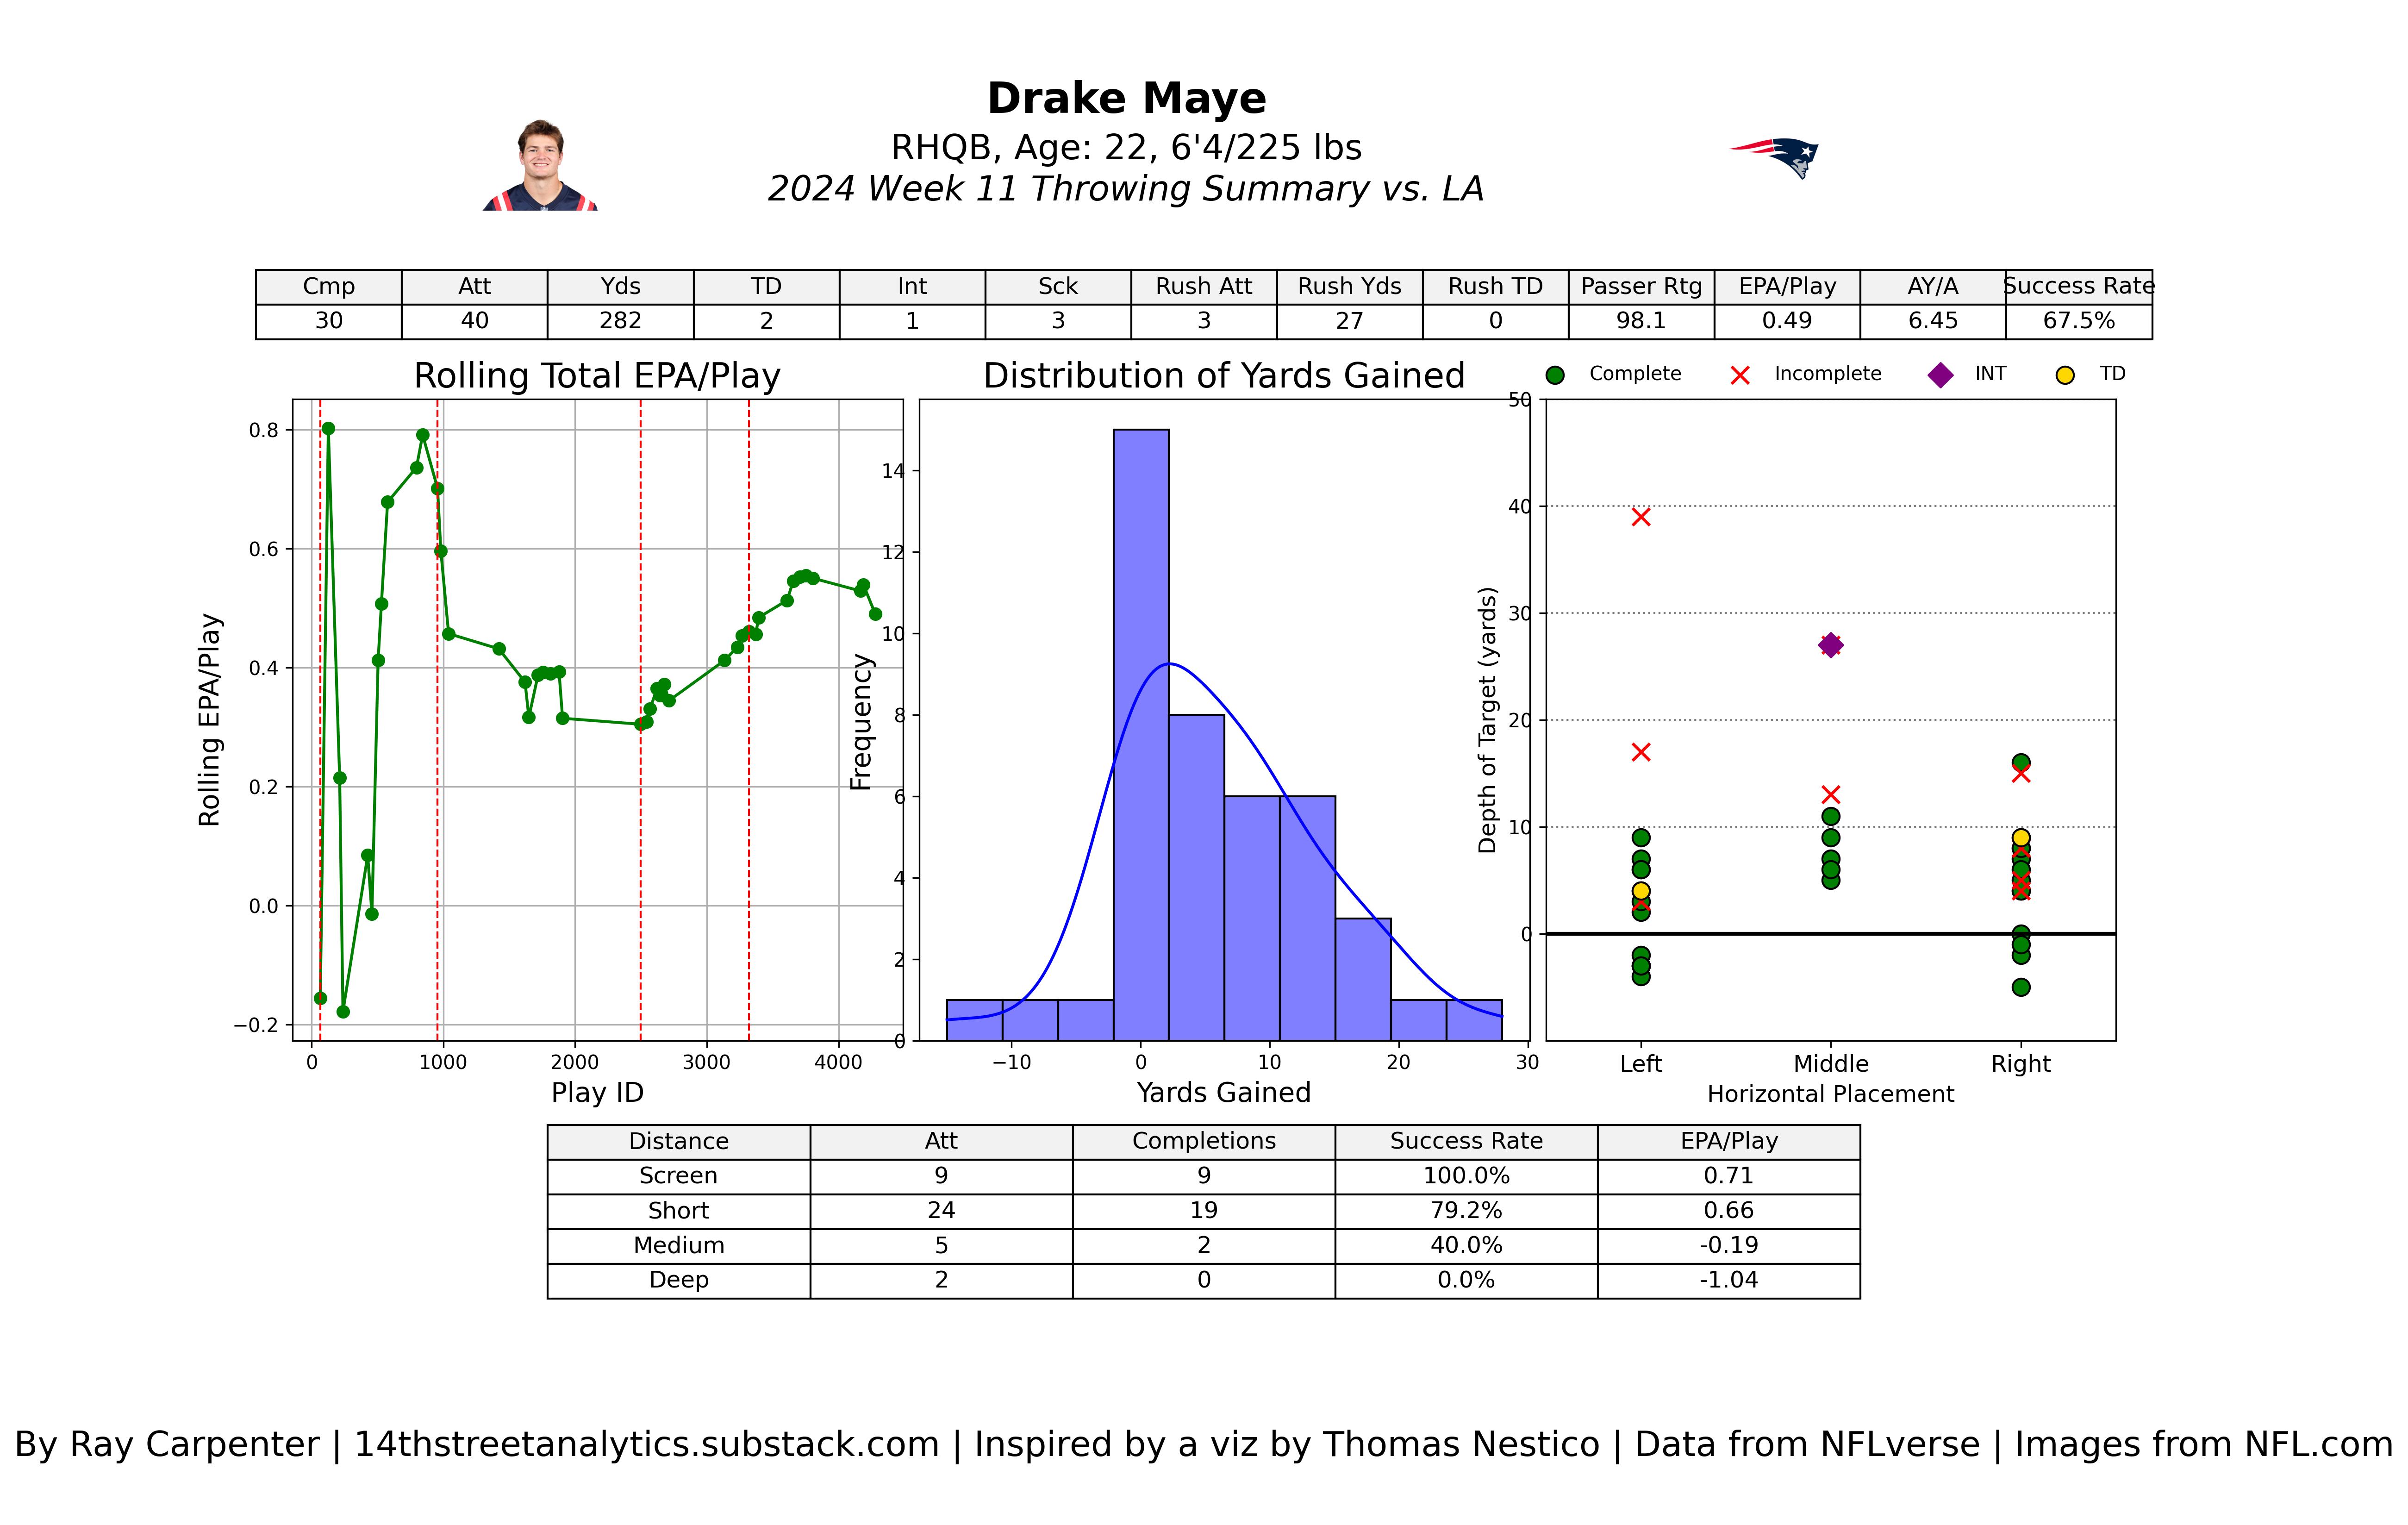 Drake Maye
RHQB, Age: 22, 6'4/225 lbs
2024 Week 11 Throwing Summary vs. LA
Cmp Att Yds TD Int Sck Rush Att Rush Yds Rush TD Passer Rtg EPA/Play AY/A Success Rate
30 40 282 2 1 3 3 27 0 98.1 0.49 6.45 67.5%
Rolling Total EPA/Play
Rolling EPA/Play
0.8
0.6
0.4
0.2
0.0
−0.2
0 1000 2000 3000 4000
Play ID
Distribution of Yards Gained
Frequency
14
12
10
8
6
4
2
0
−10 0 10 20 30
Yards Gained
Complete Incomplete INT TD
Depth of Target (yards)
50
40
30
20
10
0
Left Middle Right
Horizontal Placement
Distance Att Completions Success Rate EPA/Play
Screen 9 9 100.0% 0.71
Short 24 19 79.2% 0.66
Medium 5 2 40.0% -0.19
Deep 2 0 0.0% -1.04
By Ray Carpenter | 14thstreetanalytics.substack.com | Inspired by a viz by Thomas Nestico | Data from NFLverse | Images from NFL.com